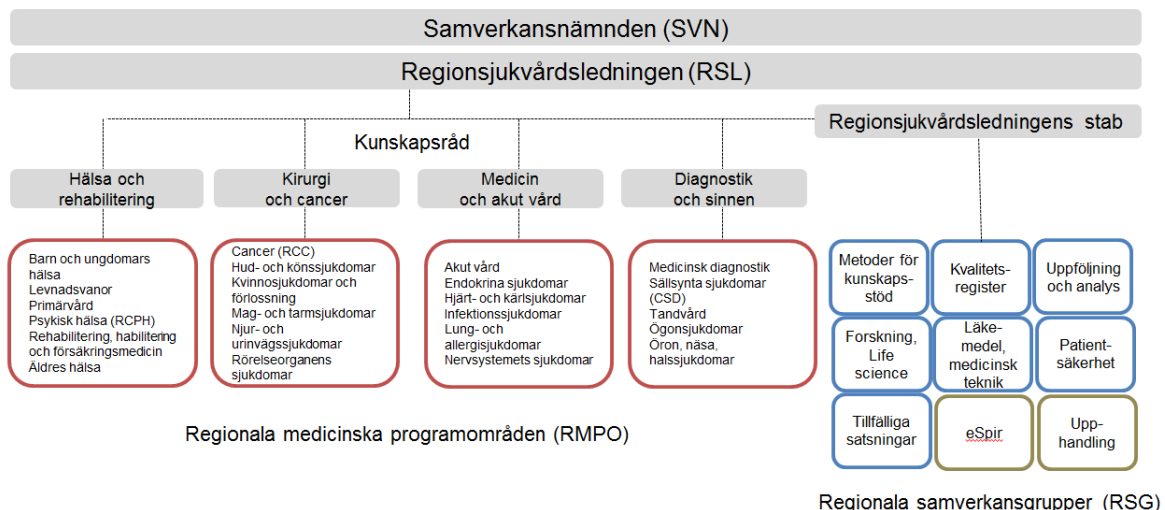 Samverkansnämnden (SVN)
Regionsjukvårdsledningen (RSL)
Regionsjukvårdsledningens stab
Kunskapsråd
Hälsa och
rehabilitering
Kirurgi
och cancer
Medicin
och akut vård
Diagnostik
och sinnen
Barn och ungdomars
hälsa
Levnadsvanor
Primärvård
Psykisk hälsa (RCPH)
Rehabilitering, habilitering
och försäkringsmedicin
Äldres hälsa
Cancer (RCC)
Hud- och könssjukdomar
Kvinnosjukdomar och
förlossning
Mag- och tarmsjukdomar
Njur- och
urinvägssjukdomar
Rörelseorganens
sjukdomar
Akut vård
Endokrina sjukdomar
Hjärt- och kärlsjukdomar
Infektionssjukdomar
Lung- och
allergisjukdomar
Nervsystemets sjukdomar
Medicinsk diagnostik
Sällsynta sjukdomar
(CSD)
Tandvård
Ögonsjukdomar
Öron, näsa,
halssjukdomar
Metoder för
kunskaps-
stöd
Kvalitets-
register
Uppföljning
och analys
Forskning,
Life
science
Läke-
medel,
medicinsk
teknik
Patient-
säkerhet
Tillfälliga
satsningar
eSpir
Upp-
handling
Regionala medicinska programområden (RMPO)
Regionala samverkansgrupper (RSG)